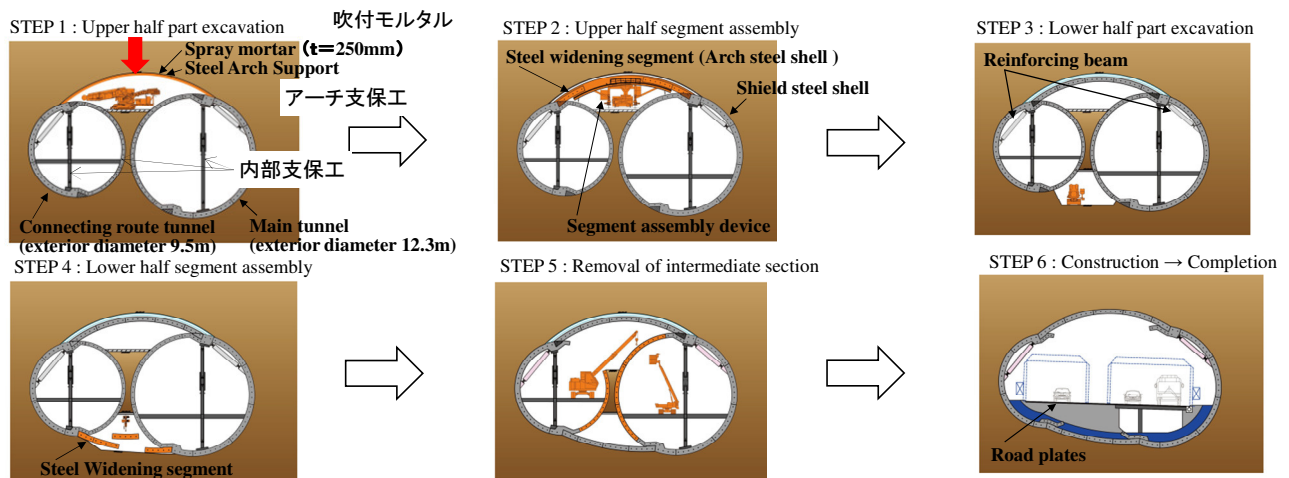 STEP 1 : Upper half part excavation
吹付モルタル
Spray mortar (t=250mm)
Steel Arch Support
アーチ支保工
内部支保工
Connecting route tunnel
(exterior diameter 9.5m)
Main tunnel
(exterior diameter 12.3m)
STEP 2 : Upper half segment assembly
Steel widening segment (Arch steel shell )
Shield steel shell
Segment assembly device
STEP 3 : Lower half part excavation
Reinforcing beam
STEP 4 : Lower half segment assembly
Steel Widening segment
STEP 5 : Removal of intermediate section
STEP 6 : Construction → Completion
Road plates